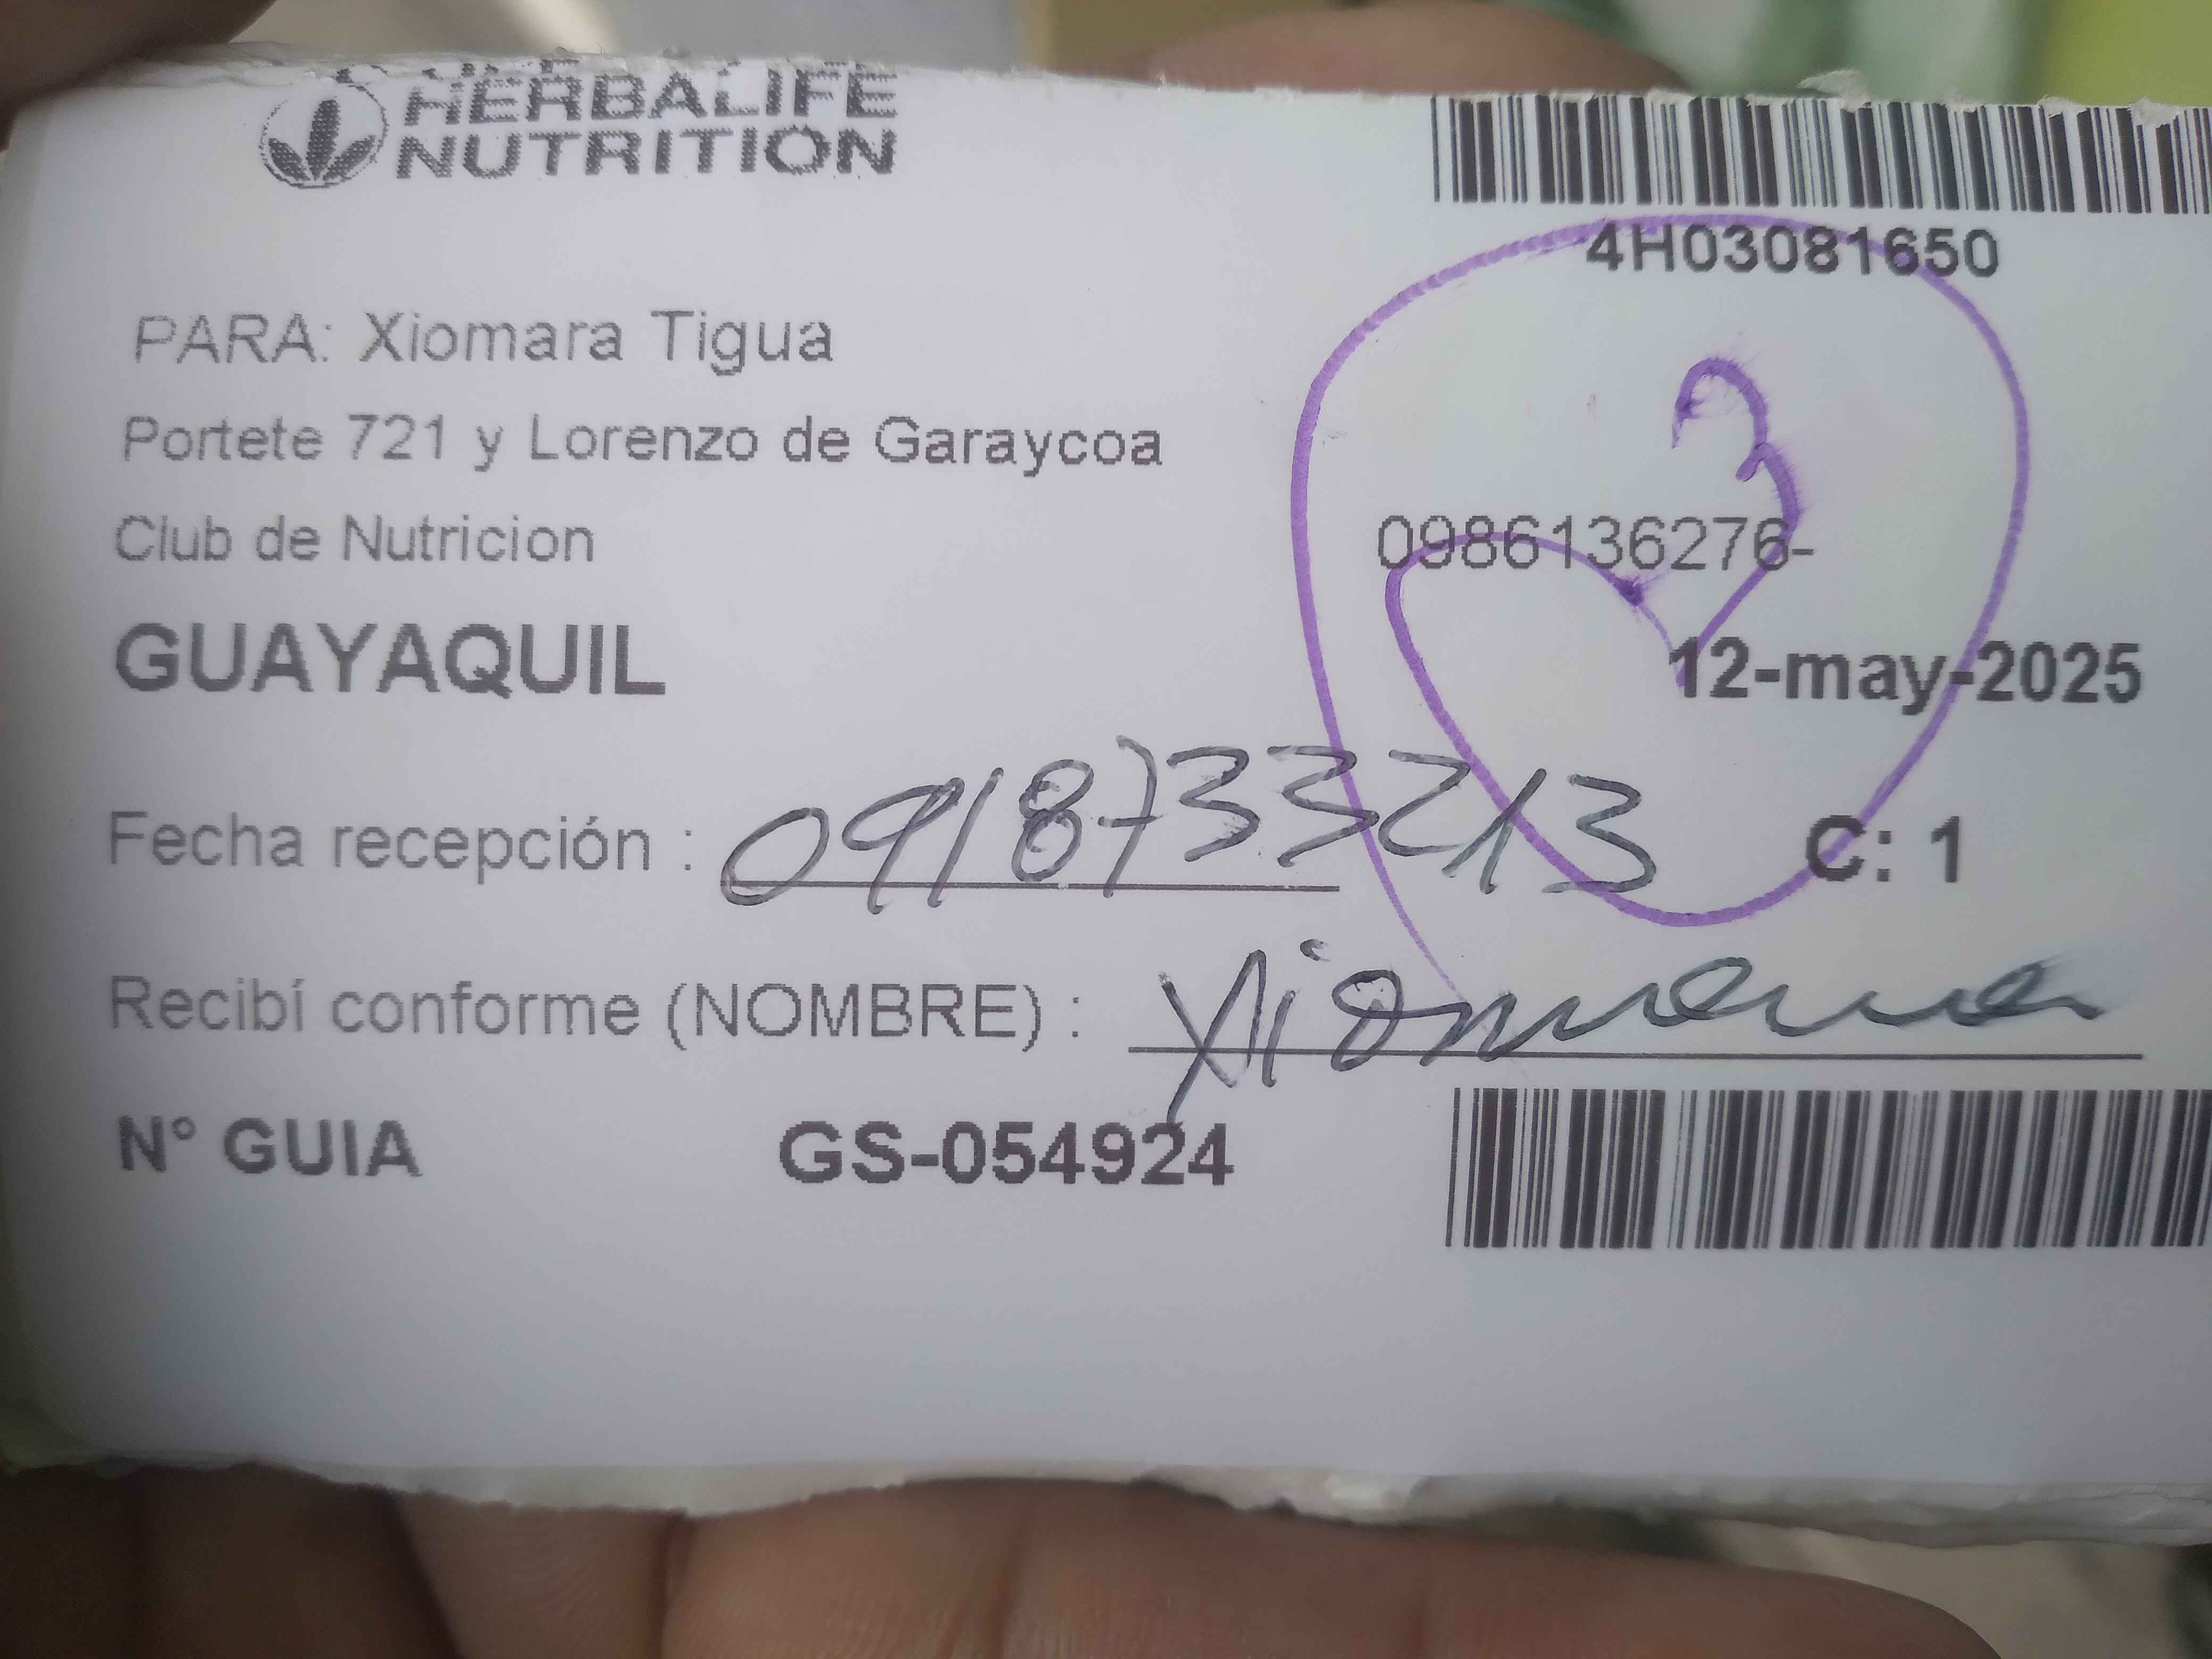 HERBALIFE
NUTRITION
4H03081650
PARA: Xiomara Tigua
Portete 721 y Lorenzo de Garaycoa
3
Club de Nutricion
0986136276-
GUAYAQUIL
12-may-2025
Fecha recepción : 0918733213
C: 1
Recibí conforme (NOMBRE) : Xiomara
N° GUIA GS-054924